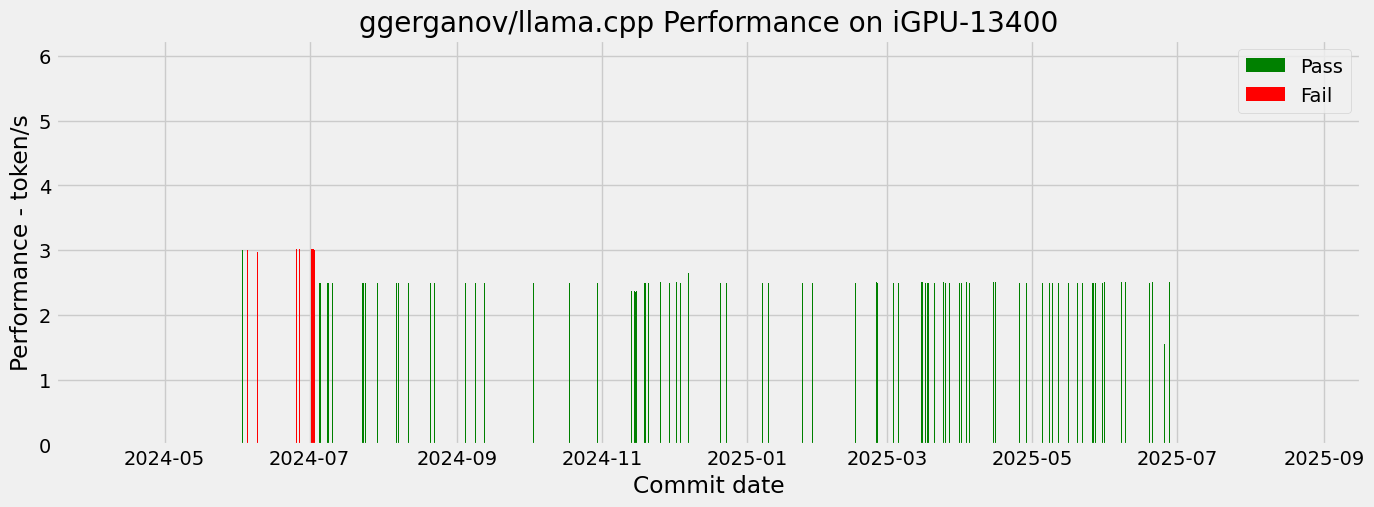 ggerganov/llama.cpp Performance on iGPU-13400
Performance - token/s
6
5
4
3
2
1
0
Pass
Fail
2024-05 2024-07 2024-09 2024-11 2025-01 2025-03 2025-05 2025-07 2025-09
Commit date